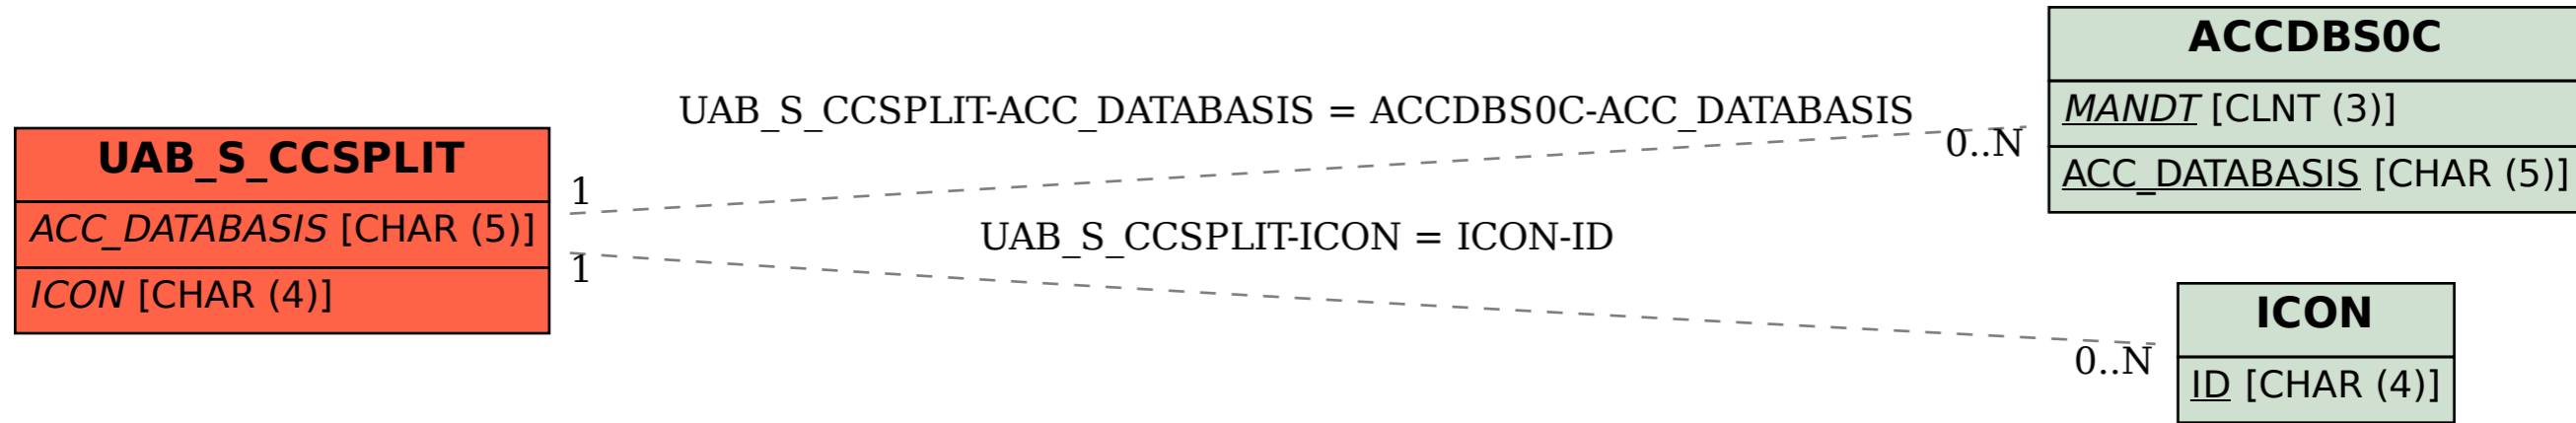 UAB_S_CCSPLIT
ACC_DATABASIS [CHAR (5)]
ICON [CHAR (4)]
UAB_S_CCSPLIT-ACC_DATABASIS = ACCDBS0C-ACC_DATABASIS
1
0..N
UAB_S_CCSPLIT-ICON = ICON-ID
1
0..N
ACCDBS0C
MANDT [CLNT (3)]
ACC_DATABASIS [CHAR (5)]
ICON
ID [CHAR (4)]